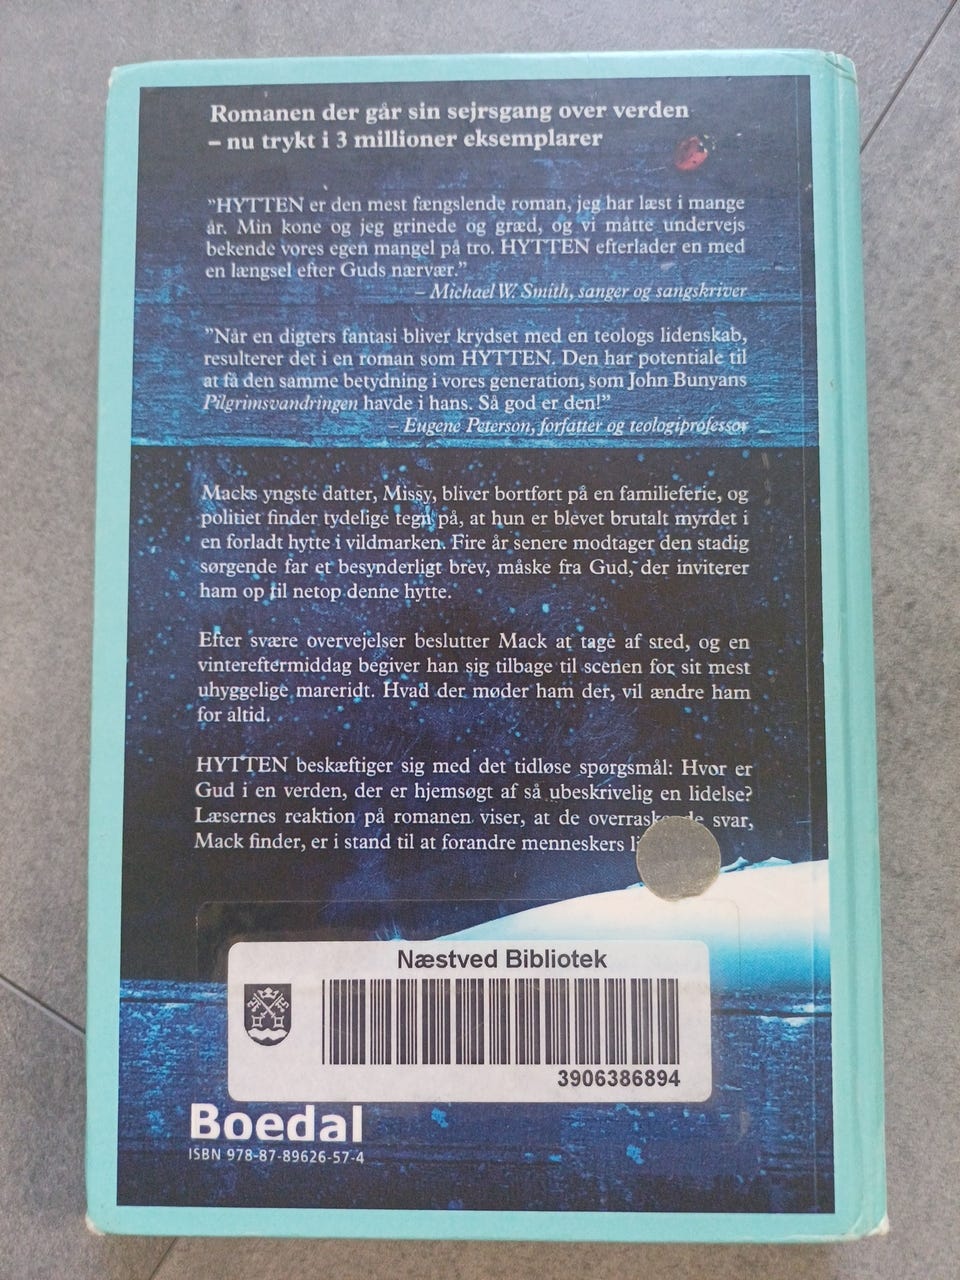 Romanen der går sin sejrsgang over verden
– nu trykt i 3 millioner eksemplarer
”HYTTEN er den mest fængslende roman, jeg har læst i mange
år. Min kone og jeg grinede og græd, og vi måtte undervejs
bekende vores egen mangel på tro. HYTTEN efterlader en med
en længsel efter Guds nærvær.”
– Michael W. Smith, sanger og sangskriver
”Når en digters fantasi bliver krydset med en teologs lidenskab,
resulterer det i en roman som HYTTEN. Den har potentiale til
at få den samme betydning i vores generation, som John Bunyans
Pilgrimsvandringen havde i hans. Så god er den!”
– Eugene Peterson, forfatter og teologiprofessor
Macks yngste datter, Missy, bliver bortført på en familieferie, og
politiet finder tydelige tegn på, at hun er blevet brutalt myrdet i
en forladt hytte i vildmarken. Fire år senere modtager den stadig
sørgende far et besynderligt brev, måske fra Gud, der inviterer
ham op til netop denne hytte.
Efter svære overvejelser beslutter Mack at tage af sted, og en
vintereftermiddag begiver han sig tilbage til scenen for sit mest
uhyggelige mareridt. Hvad der møder ham der, vil ændre ham
for altid.
HYTTEN beskæftiger sig med det tidløse spørgsmål: Hvor er
Gud i en verden, der er hjemsøgt af så ubeskrivelig en lidelse?
Læsernes reaktion på romanen viser, at de svar,
Mack finder, er i stand til at forandre menneskers
Næstved Bibliotek
3906386894
Boedal
ISBN 978-87-89626-57-4